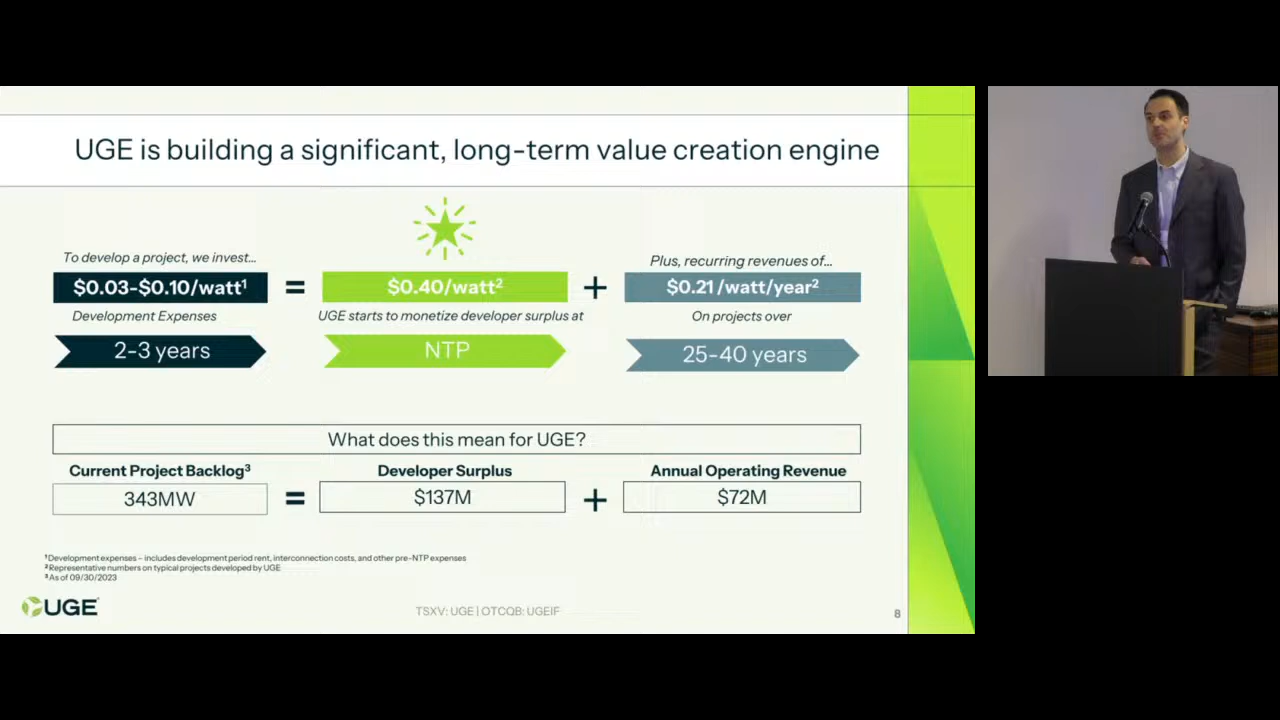 UGE is building a significant, long-term value creation engine
To develop a project, we invest...
$0.03-$0.10/watt¹
Development Expenses
2-3 years
=
$0.40/watt²
UGE starts to monetize developer surplus at
NTP
+
Plus, recurring revenues of...
$0.21 /watt/year²
On projects over
25-40 years
What does this mean for UGE?
Current Project Backlog³
343MW
=
Developer Surplus
$137M
+
Annual Operating Revenue
$72M
¹Development expenses – includes development period rent, interconnection costs, and other pre-NTP expenses
²Representative numbers on typical projects developed by UGE
³As of 09/30/2023
UGE
TSXV: UGE | OTCQB: UGEIF
8